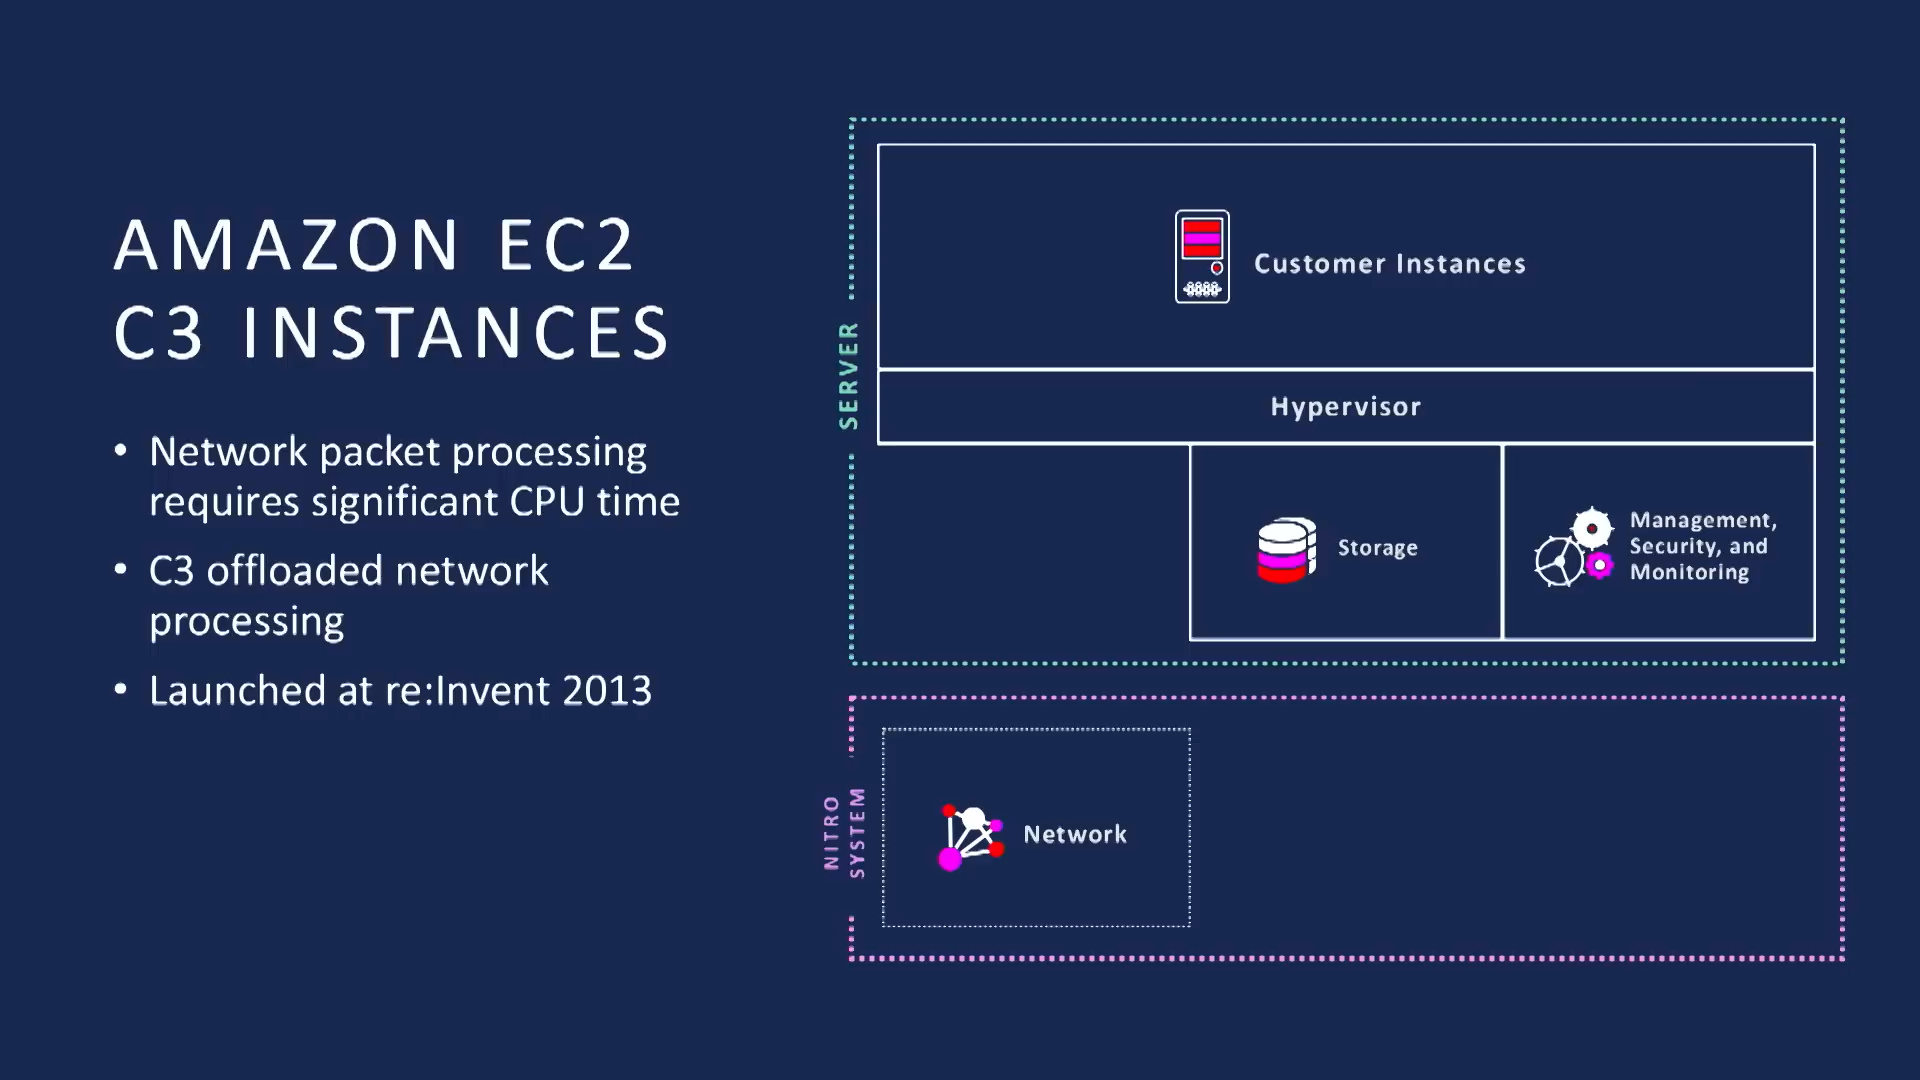 AMAZON EC2
C3 INSTANCES
• Network packet processing
requires significant CPU time
• C3 offloaded network
processing
• Launched at re:Invent 2013
SERVER
Customer Instances
Hypervisor
Storage
Management,
Security, and
Monitoring
NITRO
SYSTEM
Network